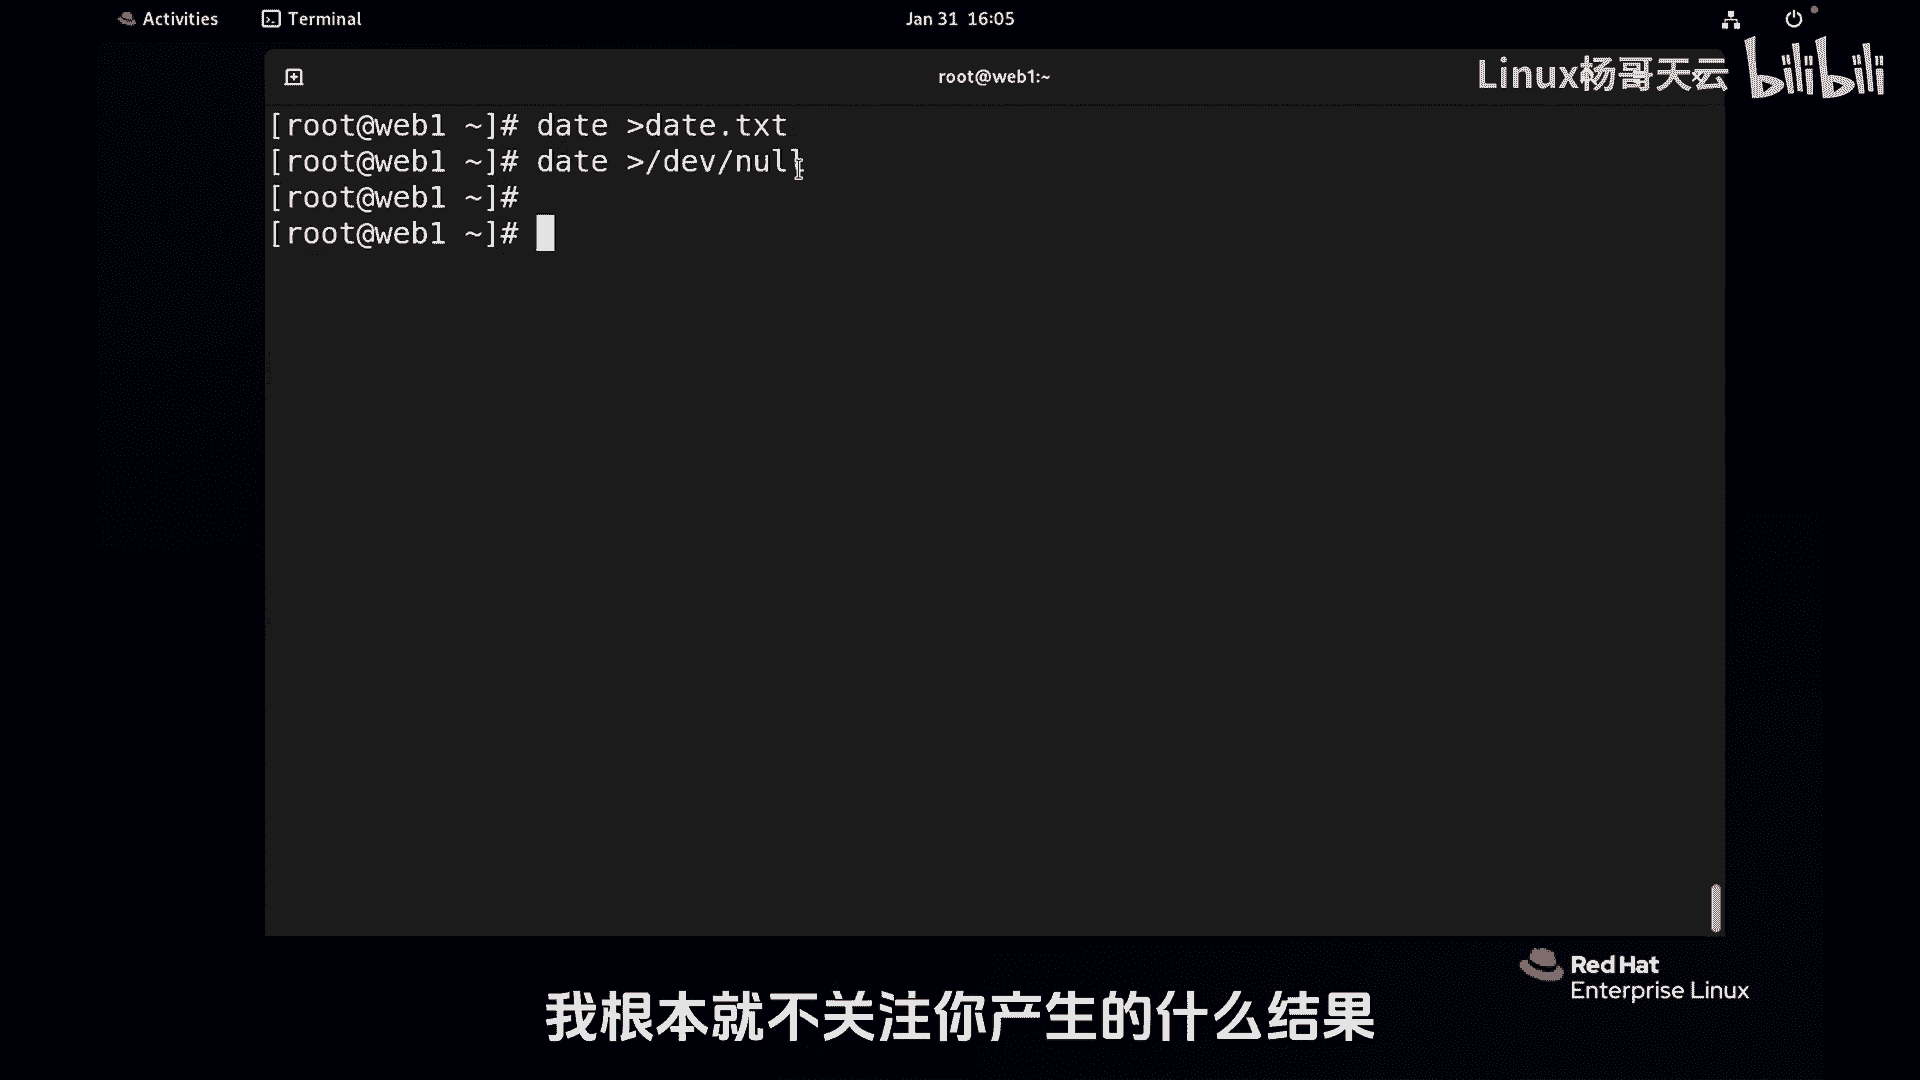 Activities
Terminal
Jan 31 16:05
root@web1:~
Linux杨哥天云 bilibili
[root@web1 ~]# date >date.txt
[root@web1 ~]# date >/dev/null
[root@web1 ~]#
[root@web1 ~]#
Red Hat
Enterprise Linux
我根本就不关注你产生的什么结果